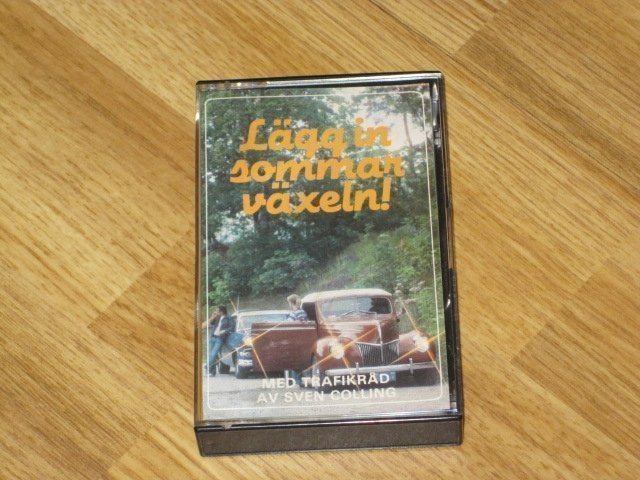 Lägg in
sommar
växeln!
MED TRAFIKRÅD
AV SVEN COLLING